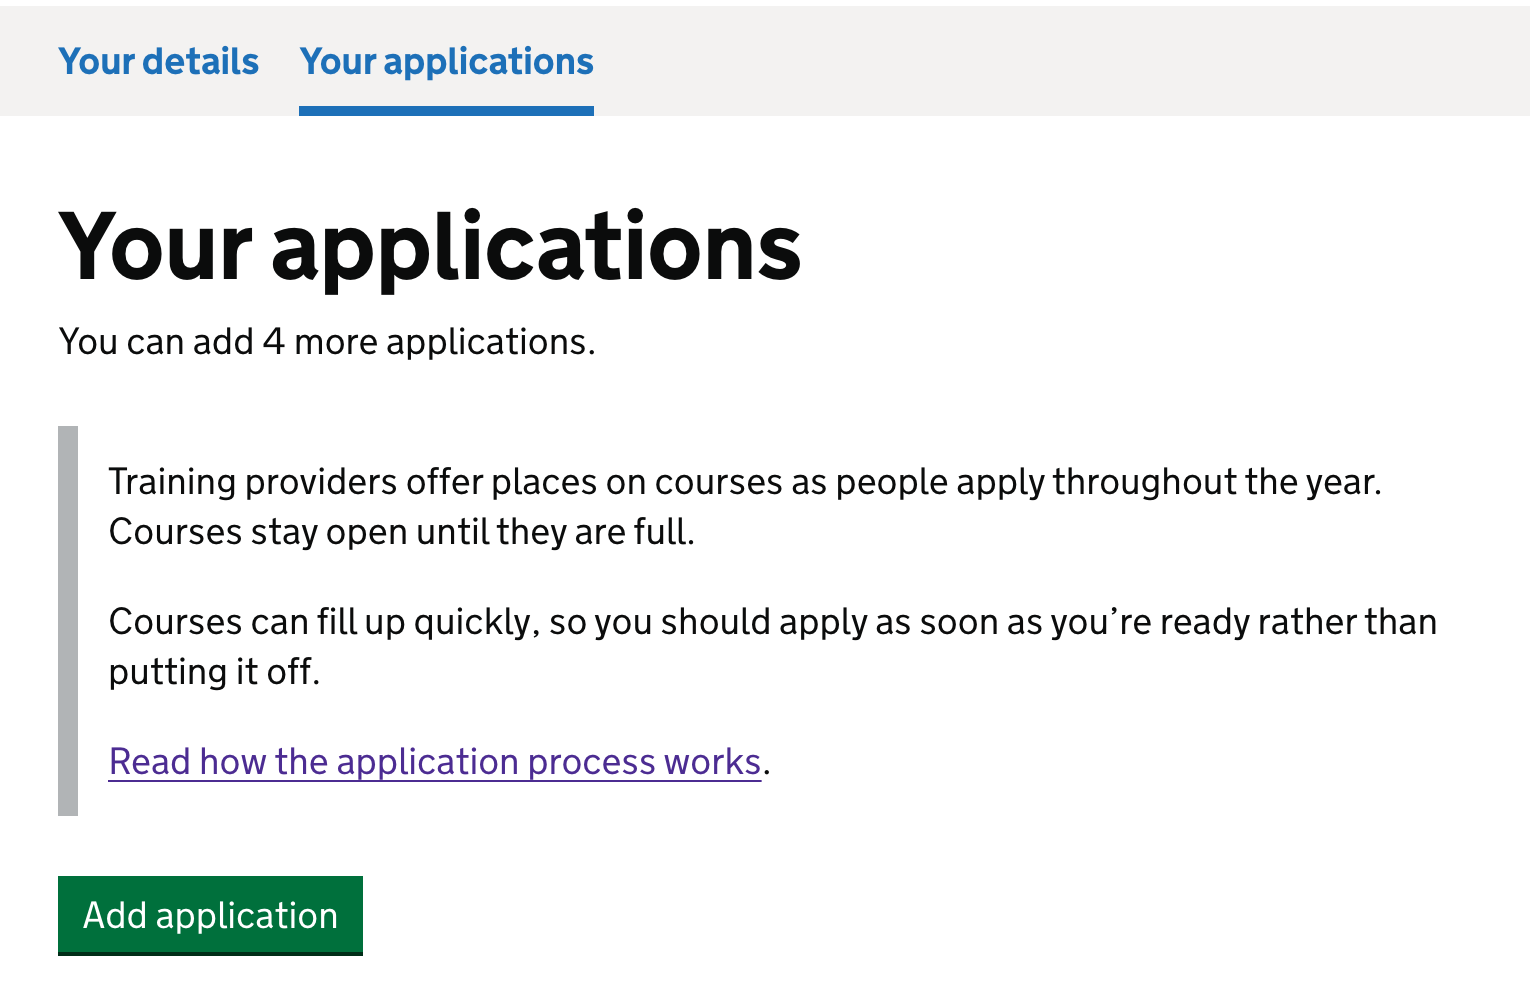 Your details
Your applications
Your applications
You can add 4 more applications.
Training providers offer places on courses as people apply throughout the year.
Courses stay open until they are full.
Courses can fill up quickly, so you should apply as soon as you’re ready rather than
putting it off.
Read how the application process works.
Add application